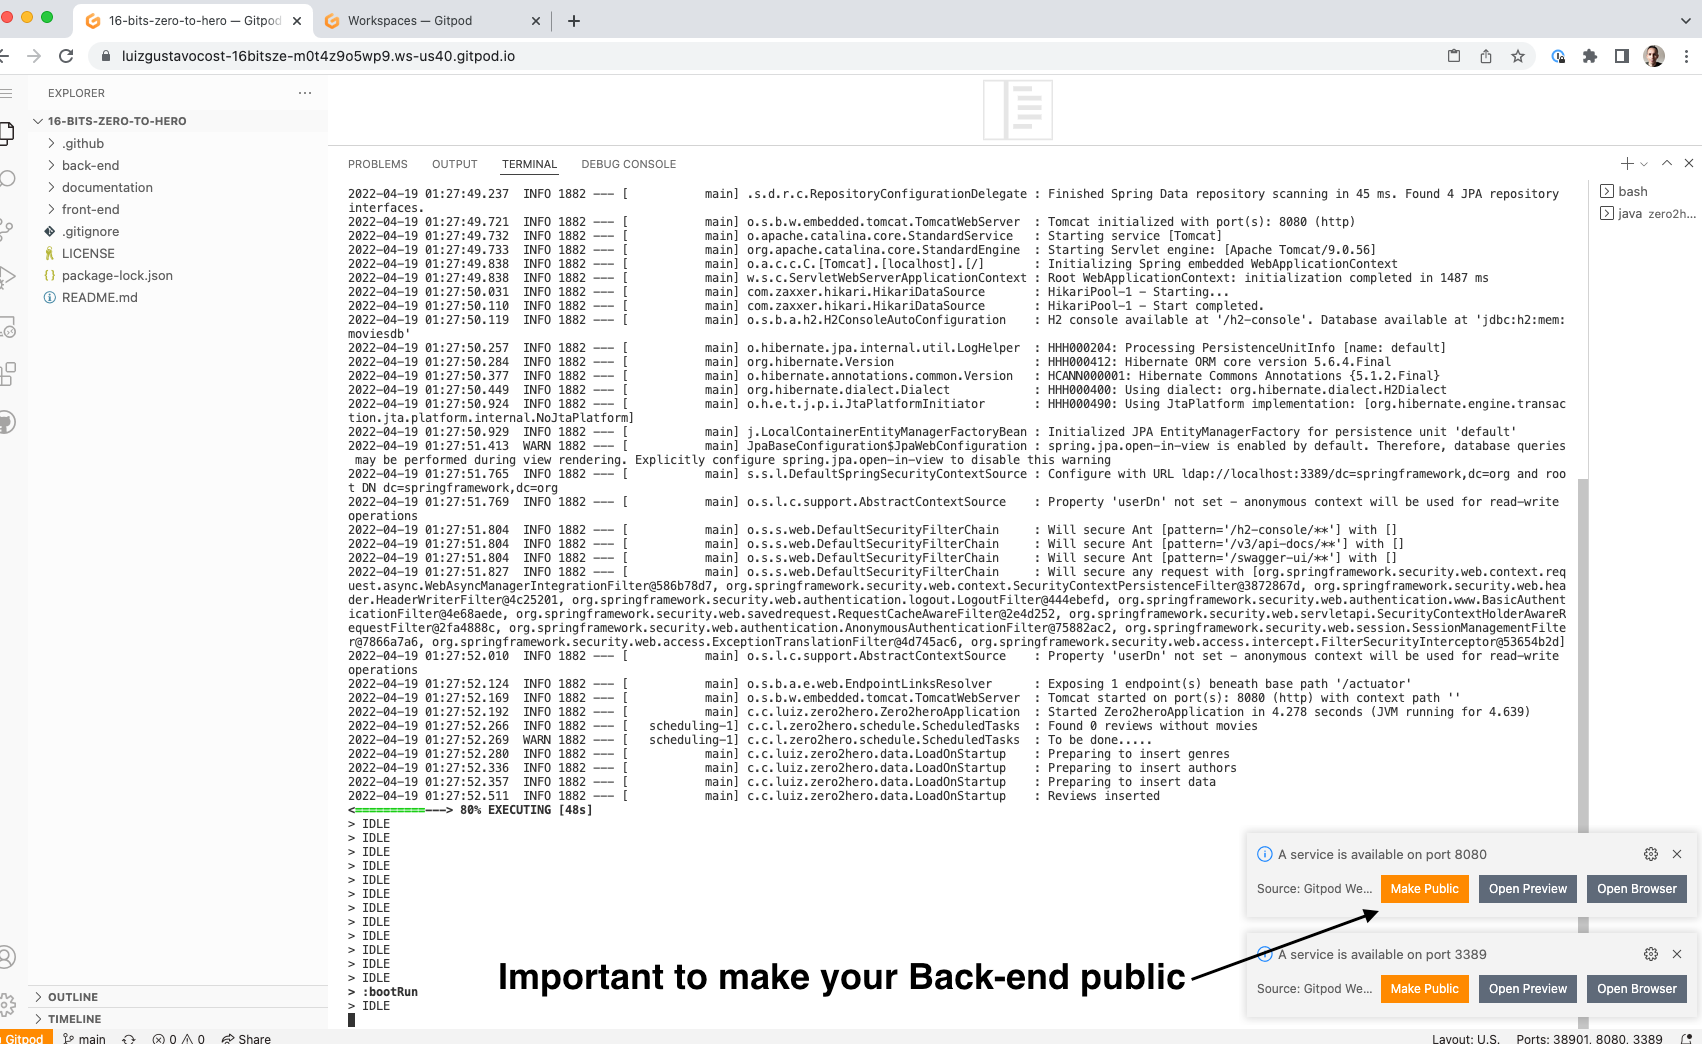 16-bits-zero-to-hero — Gitpod
Workspaces — Gitpod
luizgustavocost-16bitsze-m0t4z9o5wp9.ws-us40.gitpod.io
EXPLORER
16-BITS-ZERO-TO-HERO
.github
back-end
documentation
front-end
.gitignore
LICENSE
package-lock.json
README.md
OUTLINE
TIMELINE
PROBLEMS OUTPUT TERMINAL DEBUG CONSOLE
bash
java zero2h...
2022-04-19 01:27:49.237  INFO 1882 --- [           main] .s.d.r.c.RepositoryConfigurationDelegate : Finished Spring Data repository scanning in 45 ms. Found 4 JPA repository
interfaces.
2022-04-19 01:27:49.721  INFO 1882 --- [           main] o.s.b.w.embedded.tomcat.TomcatWebServer  : Tomcat initialized with port(s): 8080 (http)
2022-04-19 01:27:49.732  INFO 1882 --- [           main] o.apache.catalina.core.StandardService   : Starting service [Tomcat]
2022-04-19 01:27:49.733  INFO 1882 --- [           main] org.apache.catalina.core.StandardEngine  : Starting Servlet engine: [Apache Tomcat/9.0.56]
2022-04-19 01:27:49.838  INFO 1882 --- [           main] o.a.c.c.C.[Tomcat].[localhost].[/]       : Initializing Spring embedded WebApplicationContext
2022-04-19 01:27:49.838  INFO 1882 --- [           main] w.s.c.ServletWebServerApplicationContext : Root WebApplicationContext: initialization completed in 1487 ms
2022-04-19 01:27:50.031  INFO 1882 --- [           main] com.zaxxer.hikari.HikariDataSource       : HikariPool-1 - Starting...
2022-04-19 01:27:50.110  INFO 1882 --- [           main] com.zaxxer.hikari.HikariDataSource       : HikariPool-1 - Start completed.
2022-04-19 01:27:50.119  INFO 1882 --- [           main] o.s.b.a.h2.H2ConsoleAutoConfiguration    : H2 console available at '/h2-console'. Database available at 'jdbc:h2:mem:
moviesdb'
2022-04-19 01:27:50.257  INFO 1882 --- [           main] o.hibernate.jpa.internal.util.LogHelper  : HHH000204: Processing PersistenceUnitInfo [name: default]
2022-04-19 01:27:50.284  INFO 1882 --- [           main] org.hibernate.Version                    : HHH000412: Hibernate ORM core version 5.6.4.Final
2022-04-19 01:27:50.377  INFO 1882 --- [           main] o.hibernate.annotations.common.Version   : HCANN000001: Hibernate Commons Annotations {5.1.2.Final}
2022-04-19 01:27:50.449  INFO 1882 --- [           main] org.hibernate.dialect.Dialect            : HHH000400: Using dialect: org.hibernate.dialect.H2Dialect
2022-04-19 01:27:50.924  INFO 1882 --- [           main] o.h.e.t.j.p.i.JtaPlatformInitiator       : HHH000490: Using JtaPlatform implementation: [org.hibernate.engine.transac
tion.jta.platform.internal.NoJtaPlatform]
2022-04-19 01:27:50.929  INFO 1882 --- [           main] j.LocalContainerEntityManagerFactoryBean : Initialized JPA EntityManagerFactory for persistence unit 'default'
2022-04-19 01:27:51.413  WARN 1882 --- [           main] JpaBaseConfiguration$JpaWebConfiguration : spring.jpa.open-in-view is enabled by default. Therefore, database queries
may be performed during view rendering. Explicitly configure spring.jpa.open-in-view to disable this warning
2022-04-19 01:27:51.765  INFO 1882 --- [           main] s.s.l.DefaultSpringSecurityContextSource : Configure with URL ldap://localhost:3389/dc=springframework,dc=org and roo
t DN dc=springframework,dc=org
2022-04-19 01:27:51.769  INFO 1882 --- [           main] o.s.l.c.support.AbstractContextSource    : Property 'userDn' not set - anonymous context will be used for read-write
operations
2022-04-19 01:27:51.804  INFO 1882 --- [           main] o.s.s.web.DefaultSecurityFilterChain     : Will secure Ant [pattern='/h2-console/**'] with []
2022-04-19 01:27:51.804  INFO 1882 --- [           main] o.s.s.web.DefaultSecurityFilterChain     : Will secure Ant [pattern='/v3/api-docs/**'] with []
2022-04-19 01:27:51.804  INFO 1882 --- [           main] o.s.s.web.DefaultSecurityFilterChain     : Will secure Ant [pattern='/swagger-ui/**'] with []
2022-04-19 01:27:51.827  INFO 1882 --- [           main] o.s.s.web.DefaultSecurityFilterChain     : Will secure any request with [org.springframework.security.web.context.req
uest.async.WebAsyncManagerIntegrationFilter@586b78d7, org.springframework.security.web.context.SecurityContextPersistenceFilter@3872867d, org.springframework.security.web.hea
der.HeaderWriterFilter@4c25201, org.springframework.security.web.authentication.logout.LogoutFilter@444ebefd, org.springframework.security.web.authentication.www.BasicAuthent
icationFilter@4e68aede, org.springframework.security.web.savedrequest.RequestCacheAwareFilter@2e4d252, org.springframework.security.web.servletapi.SecurityContextHolderAwareR
equestFilter@2fa4888c, org.springframework.security.web.authentication.AnonymousAuthenticationFilter@75882ac2, org.springframework.security.web.session.SessionManagementFilte
r@7866a7a6, org.springframework.security.web.access.ExceptionTranslationFilter@4d745ac6, org.springframework.security.web.access.intercept.FilterSecurityInterceptor@53654b2d]
2022-04-19 01:27:52.010  INFO 1882 --- [           main] o.s.l.c.support.AbstractContextSource    : Property 'userDn' not set - anonymous context will be used for read-write
operations
2022-04-19 01:27:52.124  INFO 1882 --- [           main] o.s.b.a.e.web.EndpointLinksResolver      : Exposing 1 endpoint(s) beneath base path '/actuator'
2022-04-19 01:27:52.169  INFO 1882 --- [           main] o.s.b.w.embedded.tomcat.TomcatWebServer  : Tomcat started on port(s): 8080 (http) with context path ''
2022-04-19 01:27:52.192  INFO 1882 --- [           main] c.c.luiz.zero2hero.Zero2heroApplication  : Started Zero2heroApplication in 4.278 seconds (JVM running for 4.639)
2022-04-19 01:27:52.266  INFO 1882 --- [   scheduling-1] c.c.l.zero2hero.schedule.ScheduledTasks  : Found 0 reviews without movies
2022-04-19 01:27:52.269  WARN 1882 --- [   scheduling-1] c.c.l.zero2hero.schedule.ScheduledTasks  : To be done.....
2022-04-19 01:27:52.280  INFO 1882 --- [           main] c.c.luiz.zero2hero.data.LoadOnStartup    : Preparing to insert genres
2022-04-19 01:27:52.336  INFO 1882 --- [           main] c.c.luiz.zero2hero.data.LoadOnStartup    : Preparing to insert authors
2022-04-19 01:27:52.357  INFO 1882 --- [           main] c.c.luiz.zero2hero.data.LoadOnStartup    : Preparing to insert data
2022-04-19 01:27:52.511  INFO 1882 --- [           main] c.c.luiz.zero2hero.data.LoadOnStartup    : Reviews inserted
<==========---> 80% EXECUTING [48s]
> IDLE
> IDLE
> IDLE
> IDLE
> IDLE
> IDLE
> IDLE
> IDLE
> IDLE
> IDLE
> IDLE
> IDLE
> :bootRun
> IDLE
Important to make your Back-end public
A service is available on port 8080
Source: Gitpod We... Make Public Open Preview Open Browser
A service is available on port 3389
Source: Gitpod We... Make Public Open Preview Open Browser
Gitpod main 0 0 Share Layout: U.S. Ports: 38901, 8080, 3389